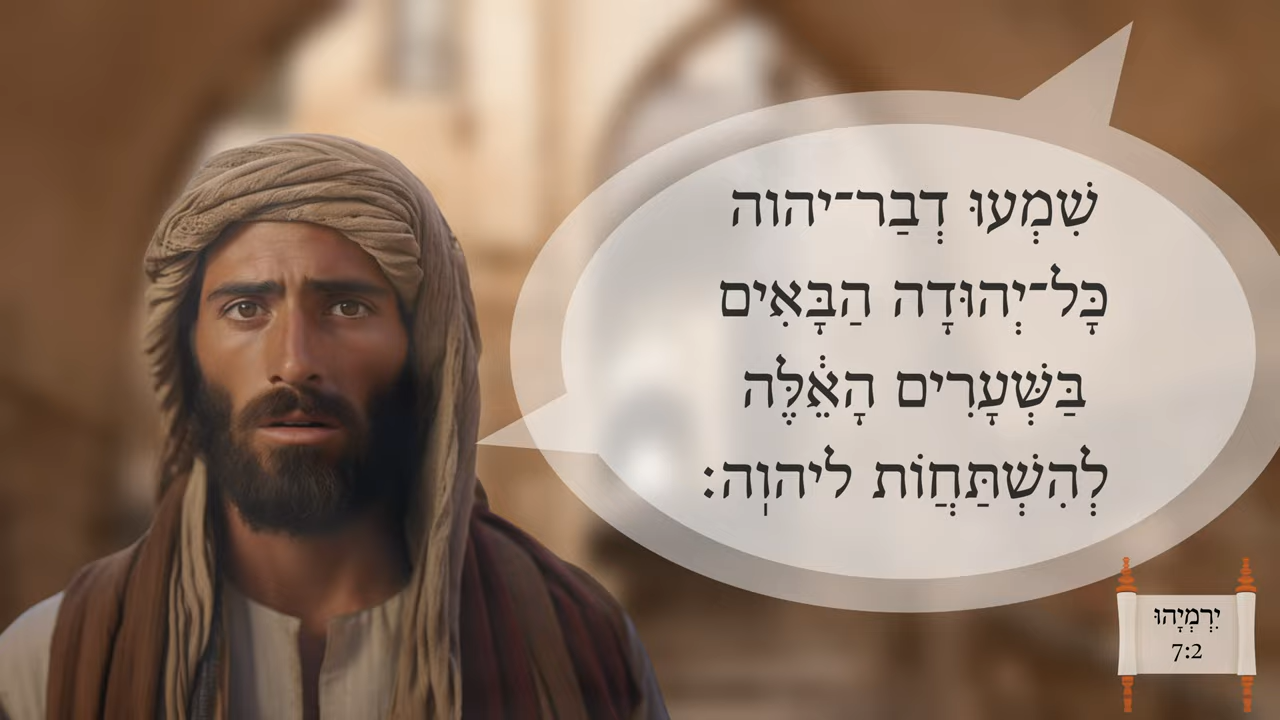 שִׁמְעוּ דְבַר־יהוה
כָּל־יְהוּדָה הַבָּאִים
בַּשְּׁעָרִים הָאֵ֔לֶּה
לְהִשְׁתַּחֲוֺת ליהוֽה׃
יִרְמְיָהוּ
7:2